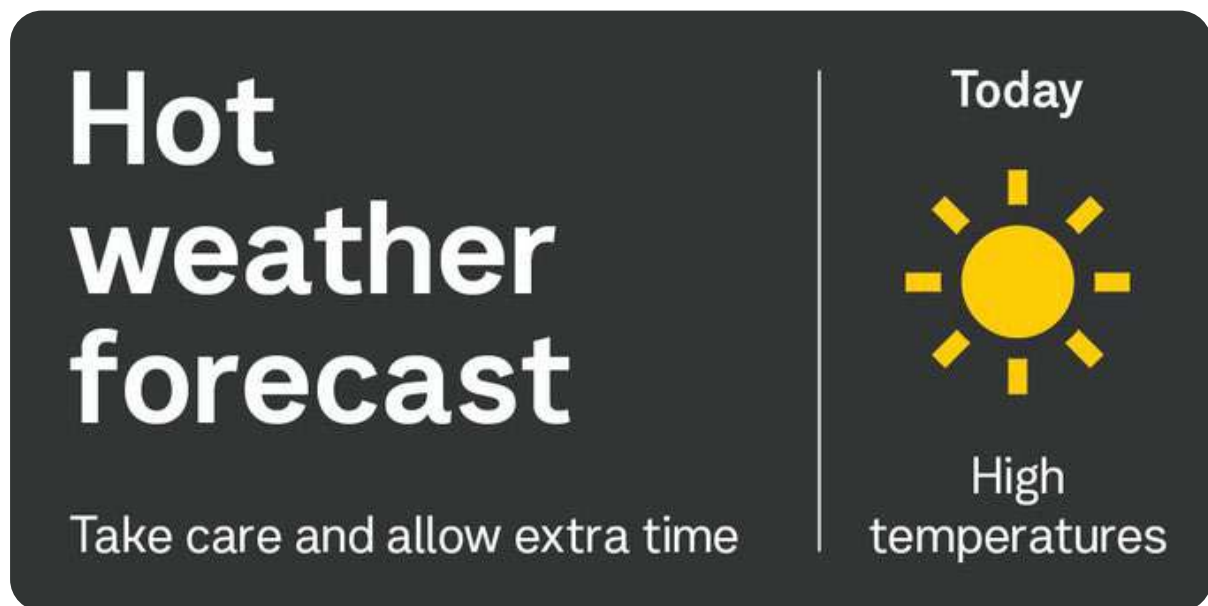 Hot
weather
forecast
Take care and allow extra time
Today
High
temperatures